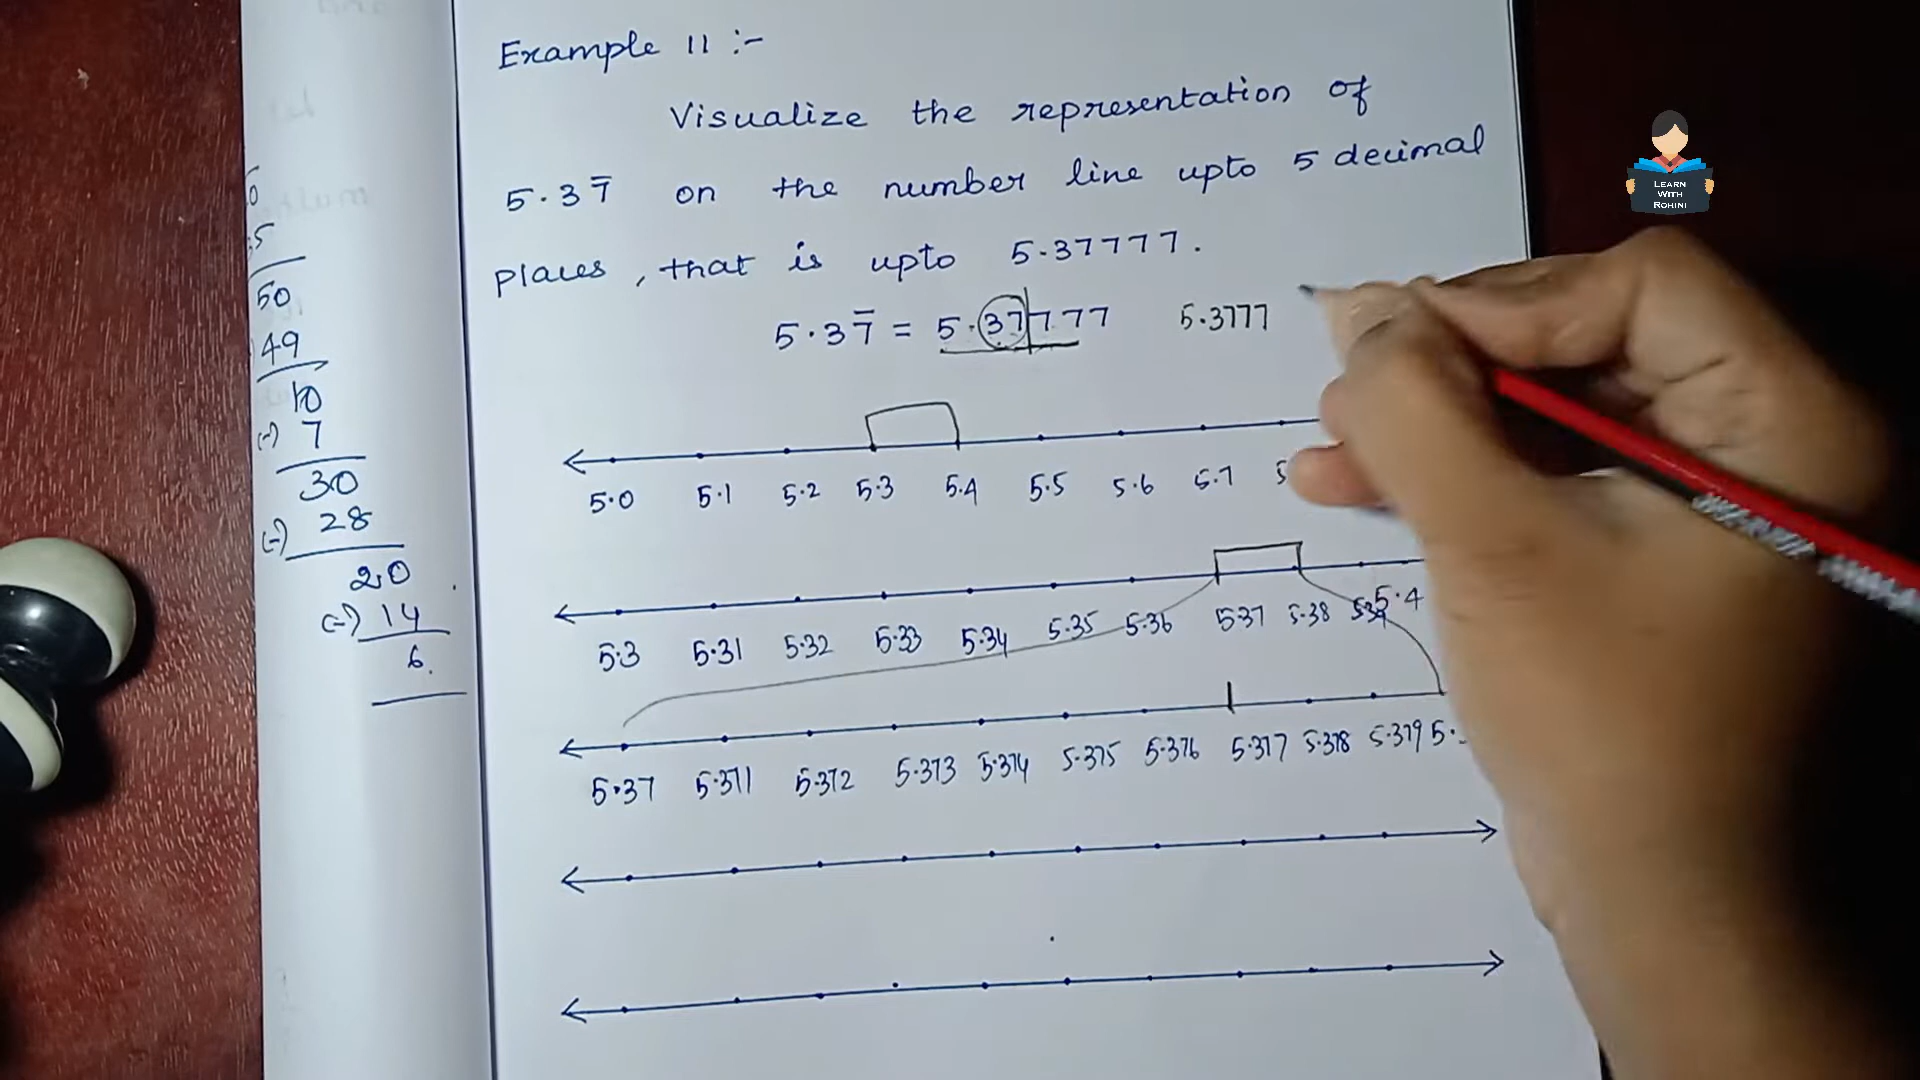 Example 11 :-
Visualize the representation of
5.37̅ on the number line upto 5 decimal
places, that is upto 5.37777.
5.37̅ = 5.37777 5.3777
5.0 5.1 5.2 5.3 5.4 5.5 5.6 5.7
5.3 5.31 5.32 5.33 5.34 5.35 5.36 5.37 5.38 5.39 5.4
5.37 5.371 5.372 5.373 5.374 5.375 5.376 5.377 5.378 5.379
50
49
10
(-) 7
30
(-) 28
20
(-) 14
6.
LEARN
WITH
ROHINI